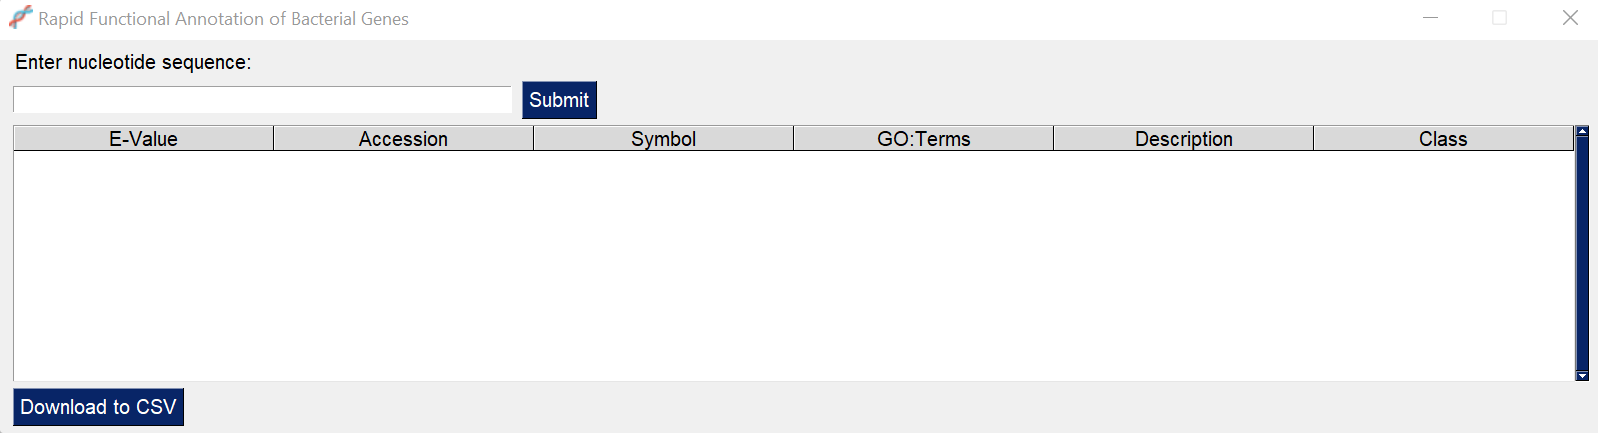 Rapid Functional Annotation of Bacterial Genes
Enter nucleotide sequence:
Submit
E-Value Accession Symbol GO:Terms Description Class
Download to CSV